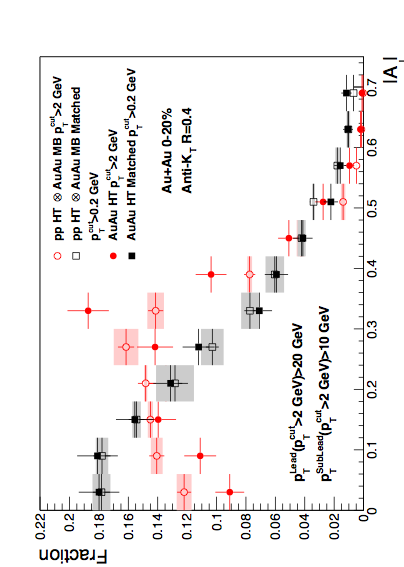 Fraction
0.22
0.2
0.18
0.16
0.14
0.12
0.1
0.08
0.06
0.04
0.02
0
0
0.1
0.2
0.3
0.4
0.5
0.6
0.7
pp HT ⊗ AuAu MB p_T^cut>2 GeV
pp HT ⊗ AuAu MB Matched
p_T^cut>0.2 GeV
AuAu HT p_T^cut>2 GeV
AuAu HT Matched p_T^cut>0.2 GeV
Au+Au 0-20%
Anti-K_T R=0.4
p_T^Lead(p_T^cut>2 GeV)>20 GeV
p_T^SubLead(p_T^cut>2 GeV)>10 GeV